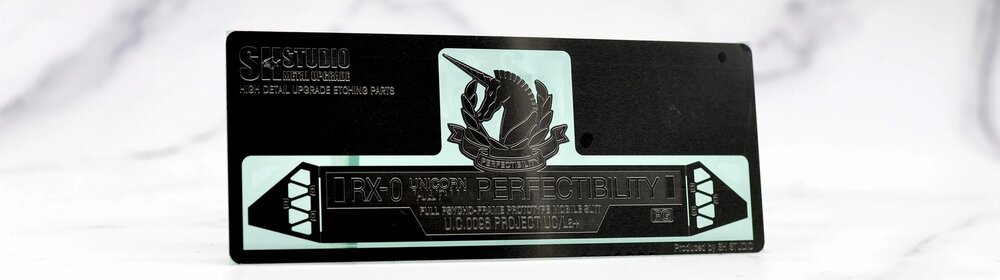 SH STUDIO
METAL UPGRADE
HIGH DETAIL UPGRADE ETCHING PARTS
PERFECTIBILITY
RX-0 UNICORN PERFECTIBILITY
FULL PSYCHO-FRAME PROTOTYPE MOBILE SUIT
U.C.0096 PROJECT UC/La++
PG
Produced by SH STUDIO